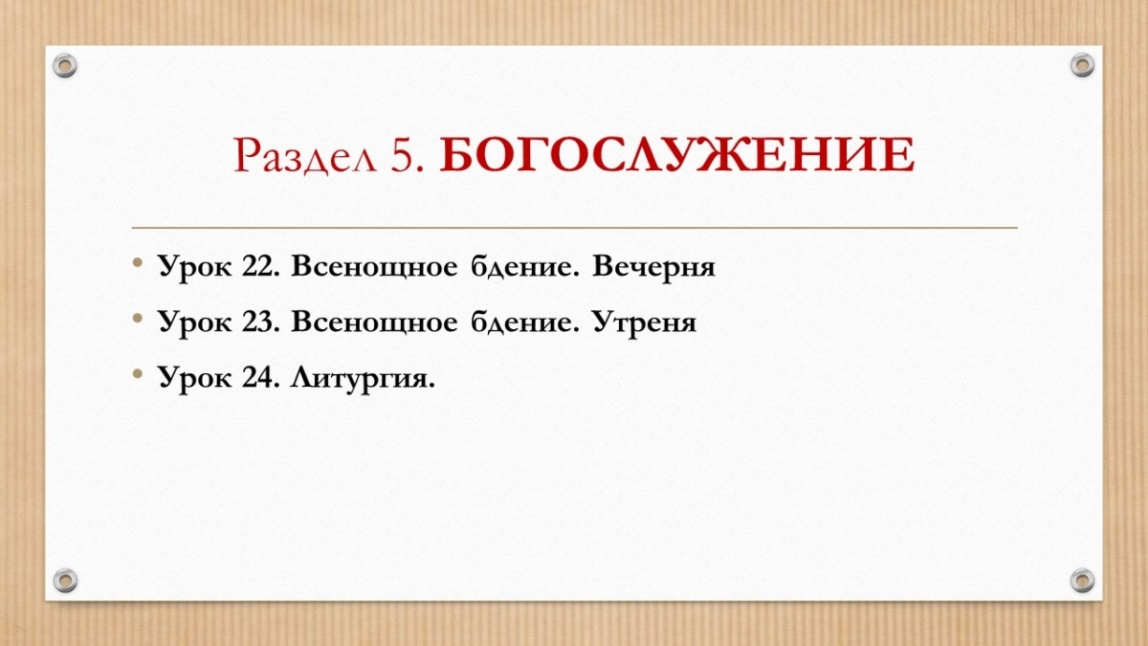 Раздел 5. БОГОСЛУЖЕНИЕ
• Урок 22. Всенощное бдение. Вечерня
• Урок 23. Всенощное бдение. Утреня
• Урок 24. Литургия.